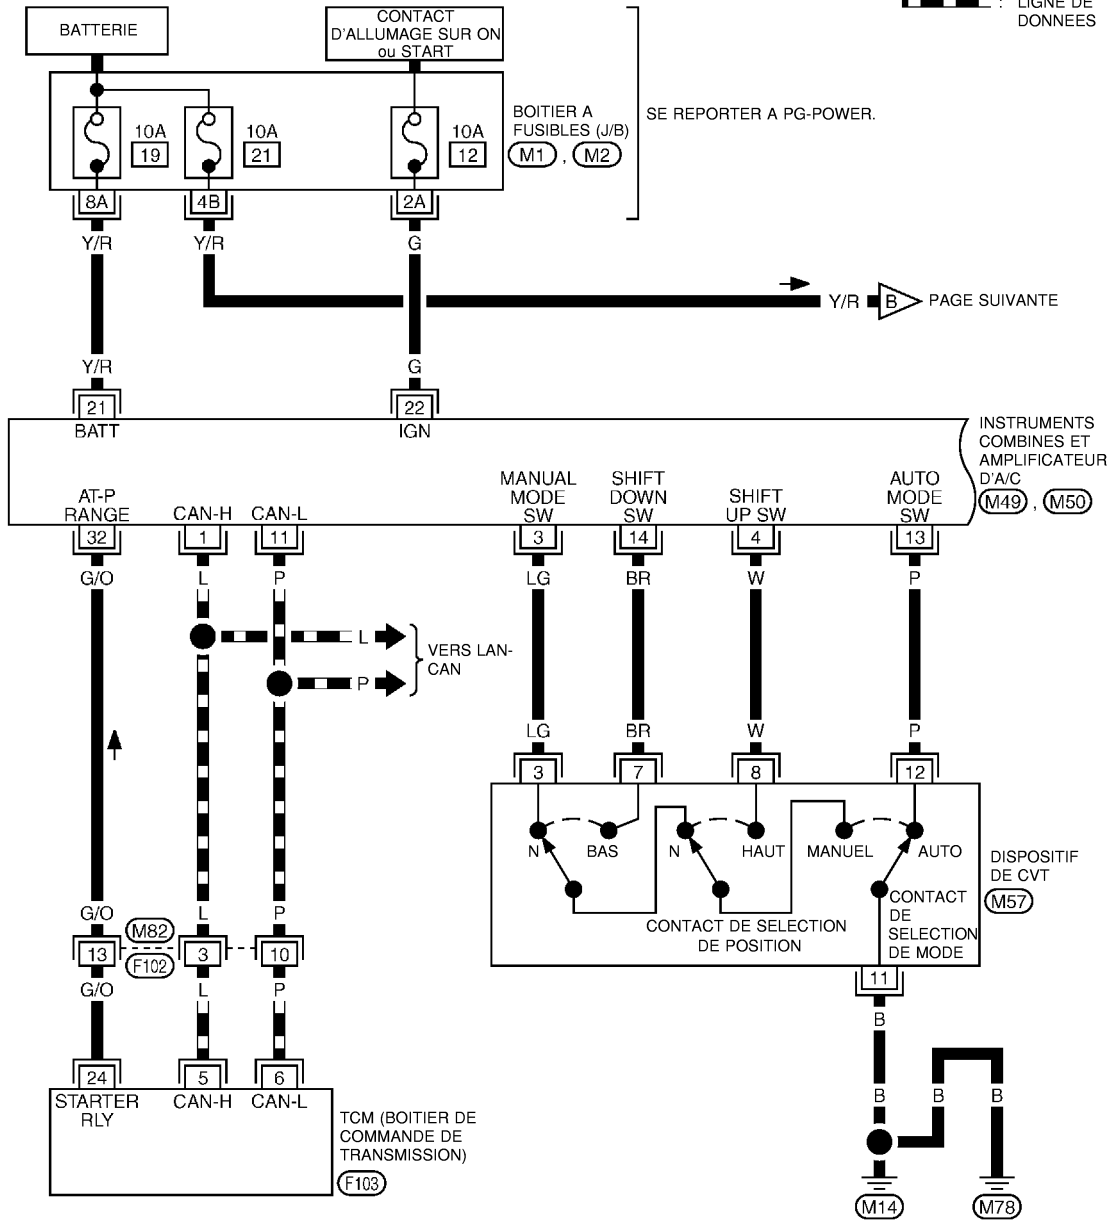 : LIGNE DE
DONNEES
BATTERIE
CONTACT
D'ALLUMAGE SUR ON
ou START
10A
19
10A
21
10A
12
BOITIER A
FUSIBLES (J/B)
M1 , M2
SE REPORTER A PG-POWER.
8A 4B 2A
Y/R Y/R G
Y/R B PAGE SUIVANTE
Y/R G
21 22
BATT IGN
INSTRUMENTS
COMBINES ET
AMPLIFICATEUR
D'A/C
M49 , M50
AT-P
RANGE
CAN-H
CAN-L
MANUAL
MODE
SW
SHIFT
DOWN
SW
SHIFT
UP SW
AUTO
MODE
SW
32 1 11 3 14 4 13
G/O L P LG BR W P
L
P
VERS LAN-
CAN
LG BR W P
3 7 8 12
N BAS N HAUT MANUEL AUTO
CONTACT DE SELECTION
DE POSITION
CONTACT
DE
SELECTION
DE MODE
DISPOSITIF
DE CVT
M57
G/O L P
M82
13 3 10
F102
G/O L P
11
B
24 5 6
STARTER
RLY
CAN-H
CAN-L
TCM (BOITIER DE
COMMANDE DE
TRANSMISSION)
F103
B B B
M14 M78